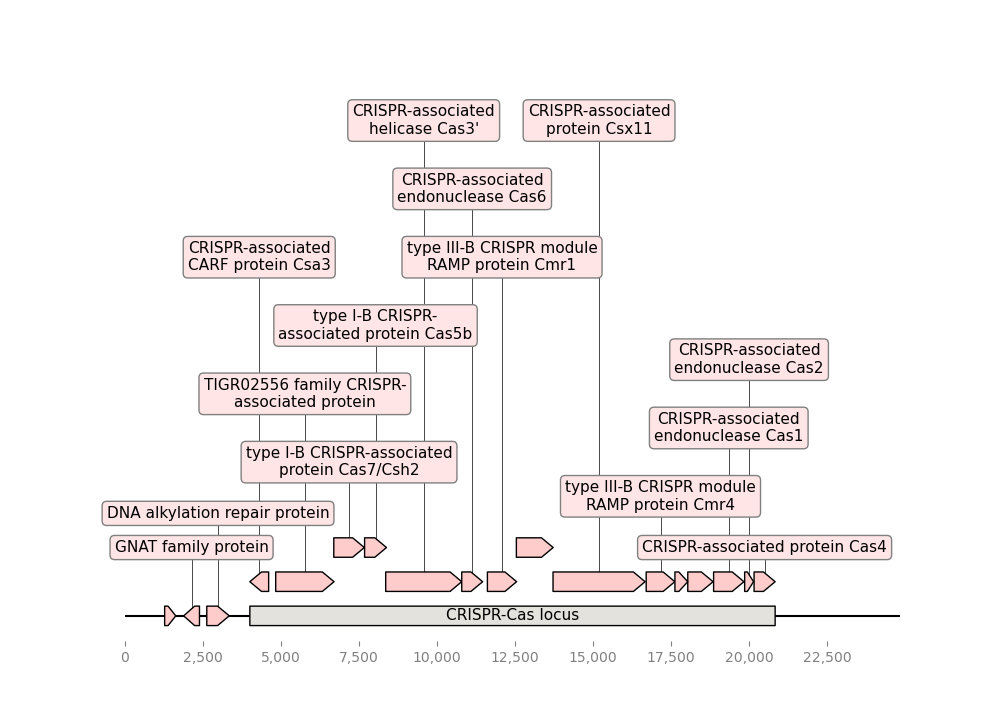 CRISPR-associated
helicase Cas3'
CRISPR-associated
protein Csx11
CRISPR-associated
endonuclease Cas6
CRISPR-associated
CARF protein Csa3
type III-B CRISPR module
RAMP protein Cmr1
type I-B CRISPR-
associated protein Cas5b
CRISPR-associated
endonuclease Cas2
TIGR02556 family CRISPR-
associated protein
CRISPR-associated
endonuclease Cas1
type I-B CRISPR-associated
protein Cas7/Csh2
type III-B CRISPR module
RAMP protein Cmr4
DNA alkylation repair protein
GNAT family protein
CRISPR-associated protein Cas4
CRISPR-Cas locus
0
2,500
5,000
7,500
10,000
12,500
15,000
17,500
20,000
22,500